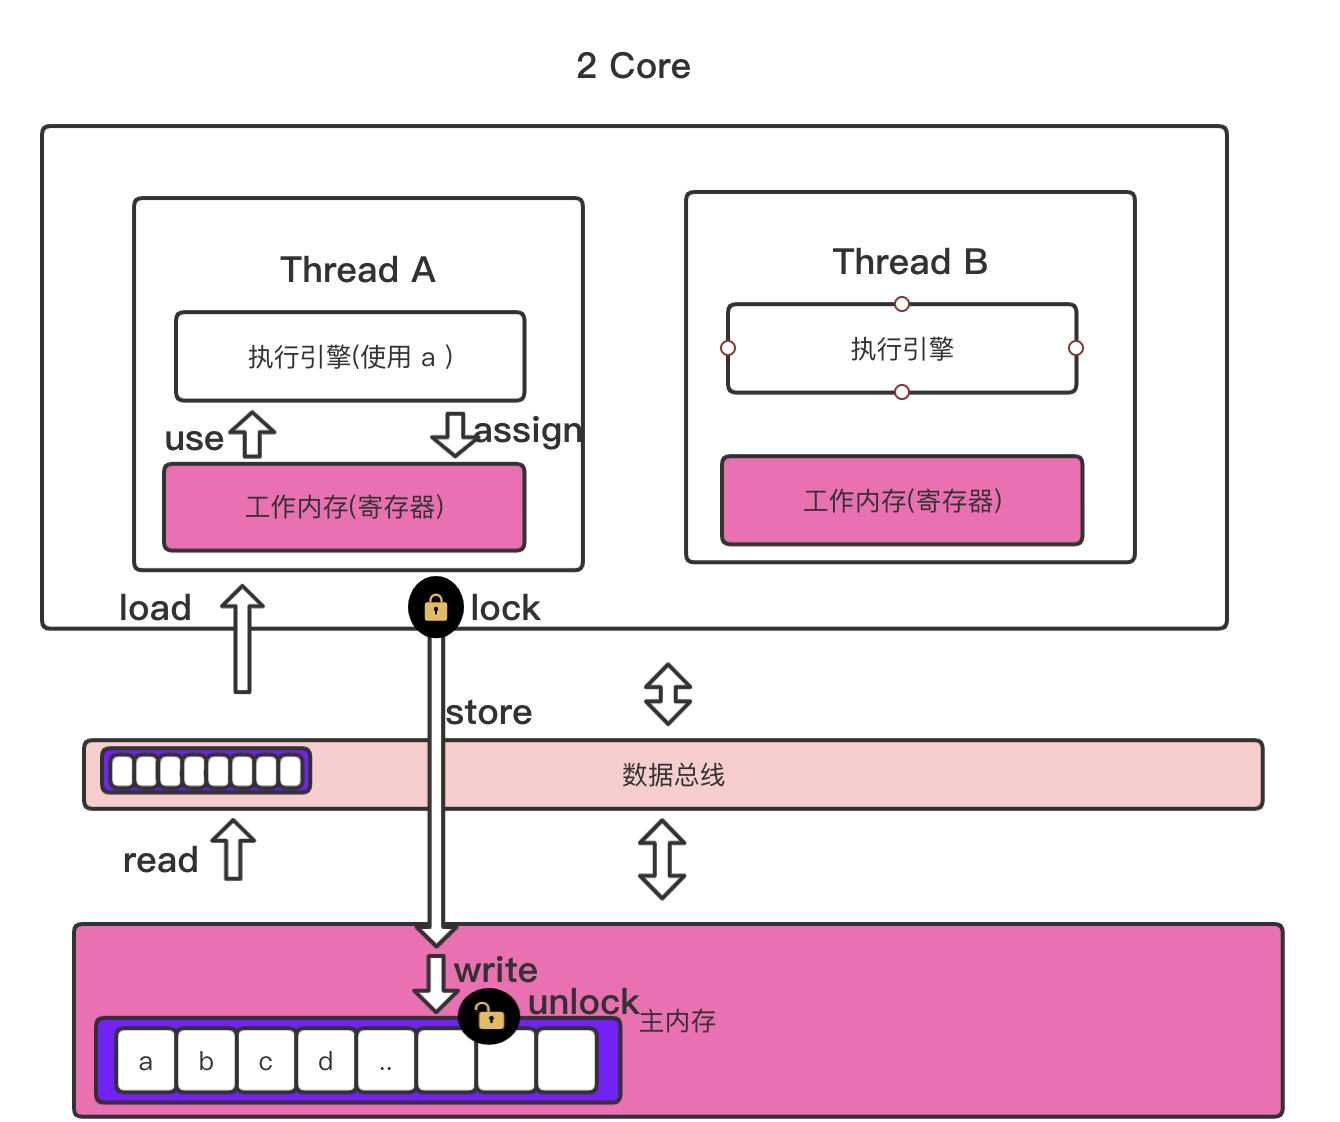 2 Core
Thread A
执行引擎(使用 a )
use
assign
工作内存(寄存器)
Thread B
执行引擎
工作内存(寄存器)
load
lock
store
数据总线
read
write
unlock
主内存
a b c d ..